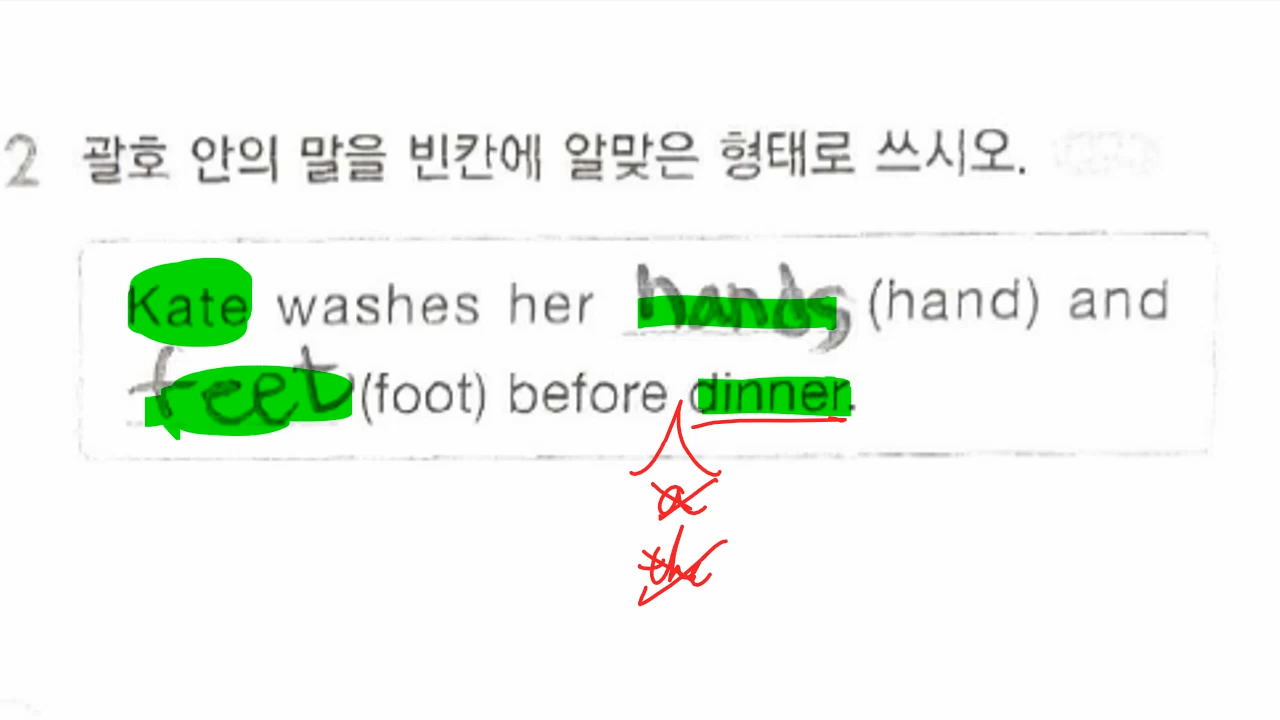 2 괄호 안의 말을 빈칸에 알맞은 형태로 쓰시오.
Kate washes her hands (hand) and
feet (foot) before dinner.
a
the